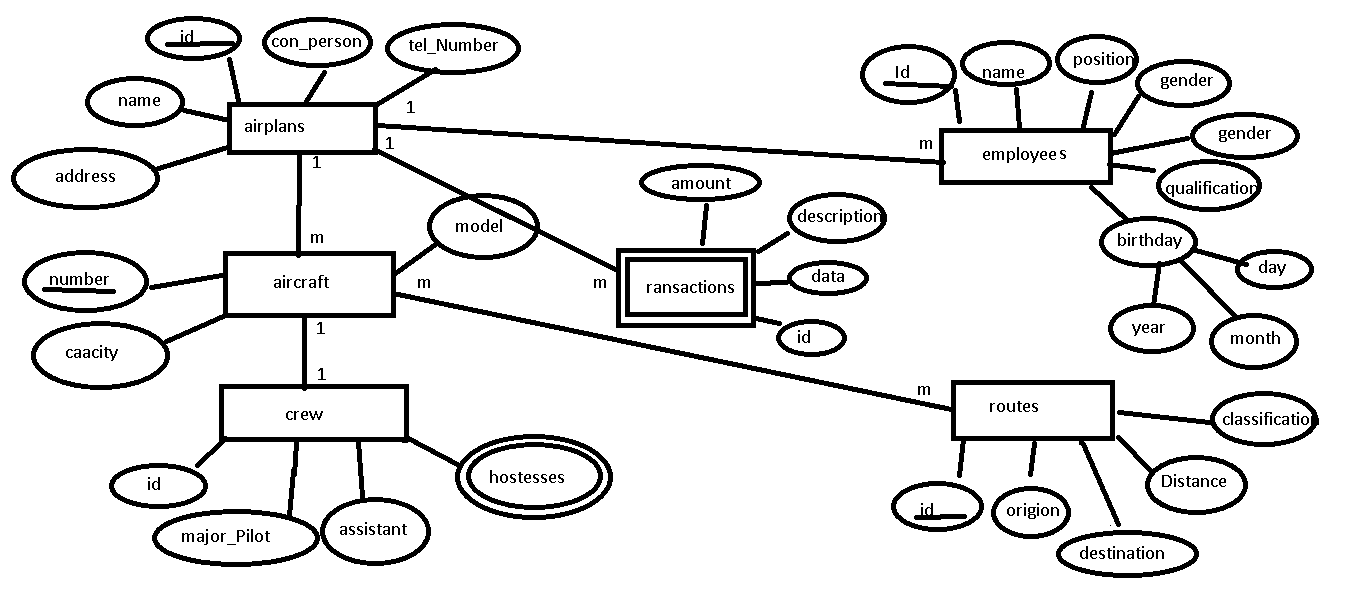 id
con_person
tel_Number
name
airplans
address
1
1
1
m
Id
name
position
gender
gender
qualification
employees
birthday
day
year
month
amount
description
data
id
ransactions
m
m
model
number
aircraft
m
caacity
1
1
crew
id
major_Pilot
assistant
hostesses
m
routes
classification
Distance
id
origion
destination